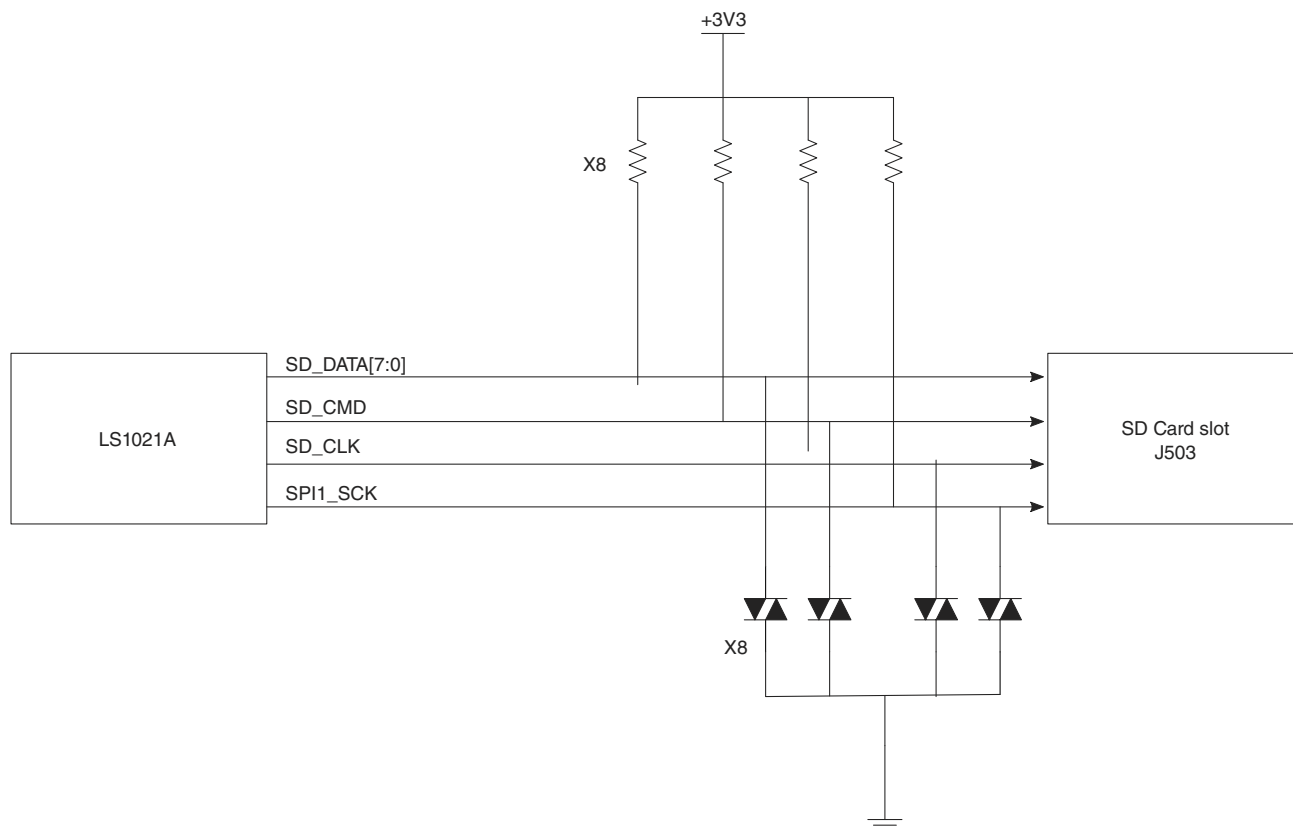 +3V3
X8
SD_DATA[7:0]
SD_CMD
LS1021A
SD_CLK
SPI1_SCK
SD Card slot
J503
X8